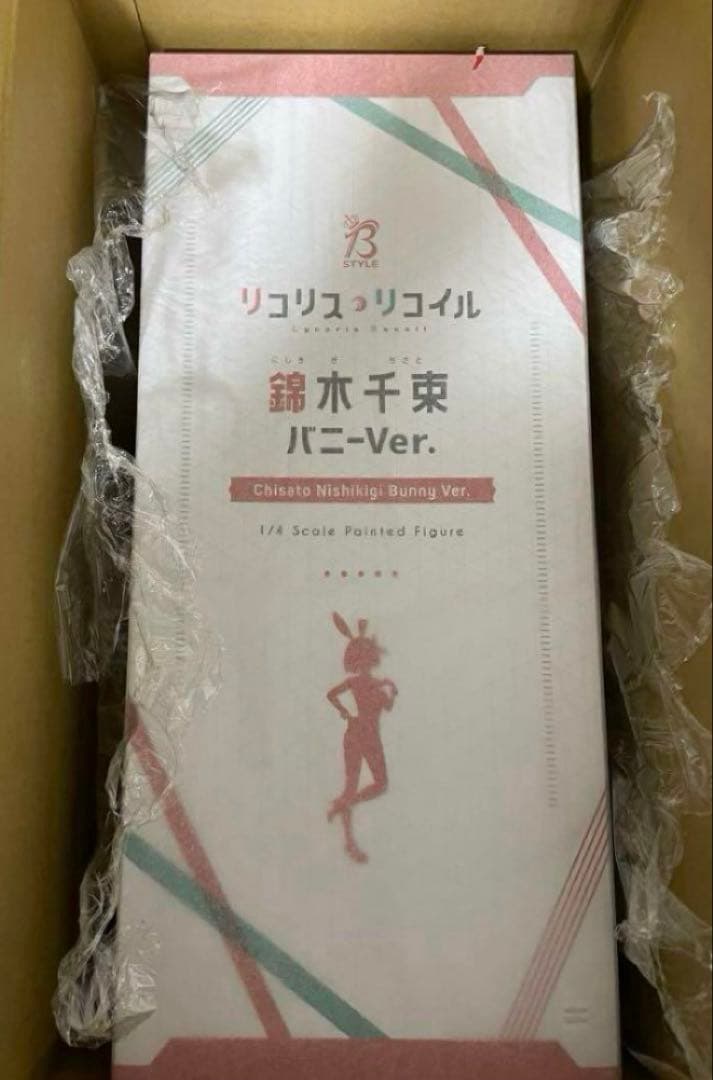 B
STYLE
リコリス・リコイル
Lycoris Recoil
にしき ぎ ちさと
錦木千束
バニーVer.
Chisato Nishikigi Bunny Ver.
1/4 Scale Painted Figure